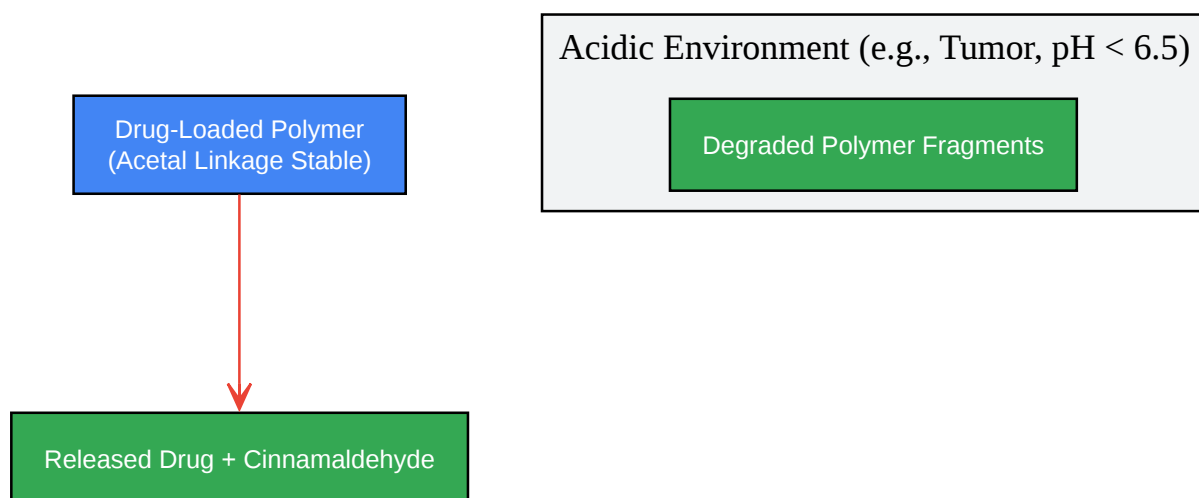 Acidic Environment (e.g., Tumor, pH < 6.5)
Drug-Loaded Polymer
(Acetal Linkage Stable)
Degraded Polymer Fragments
Released Drug + Cinnamaldehyde